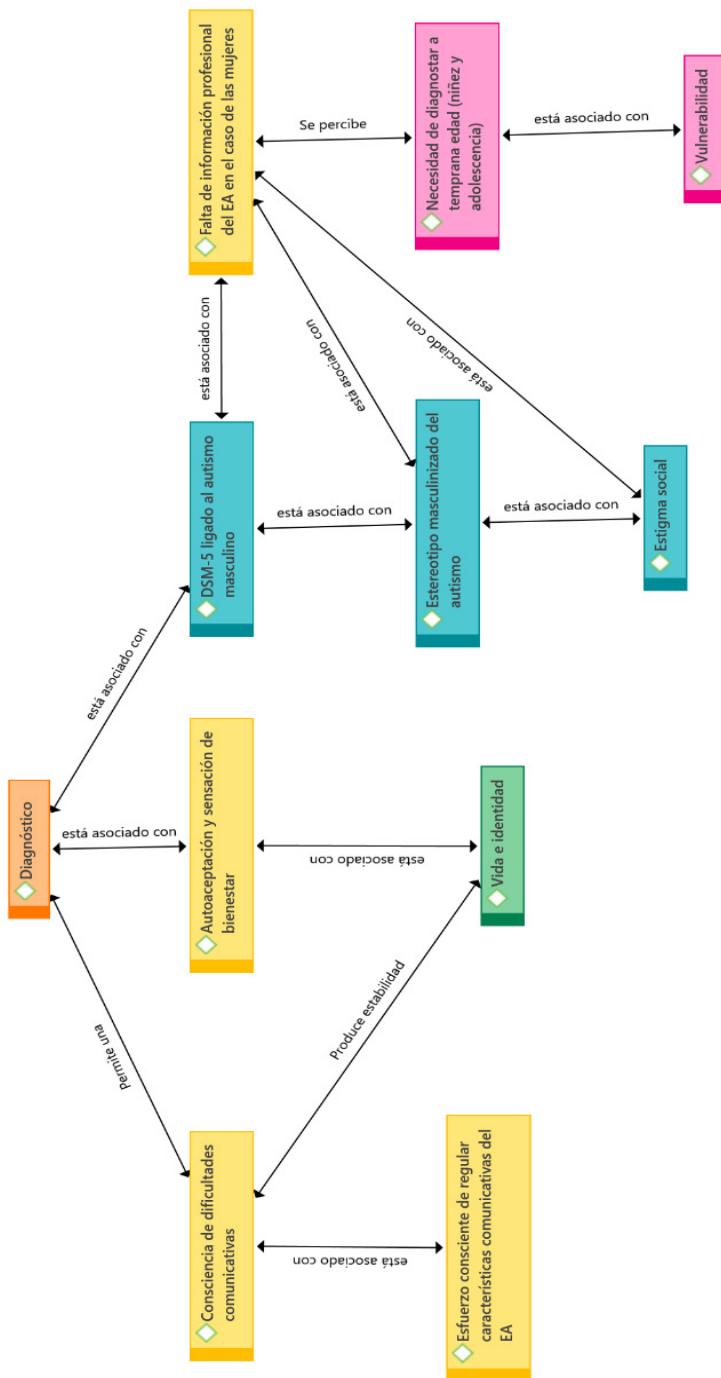 Diagnóstico
Permite una
está asociado con
está asociado con
Consciencia de dificultades
comunicativas
Autoaceptación y sensación de
bienestar
DSM-5 ligado al autismo
masculino
está asociado con
Falta de información profesional
del EA en el caso de las mujeres
está asociado con
Produce estabilidad
está asociado con
está asociado con
está asociado con
está asociado con
Se percibe
Esfuerzo consciente de regular
características comunicativas del
EA
Vida e identidad
Estereotipo masculinizado del
autismo
Necesidad de diagnostar a
temprana edad (niñez y
adolescencia)
está asociado con
está asociado con
Estigma social
Vulnerabilidad